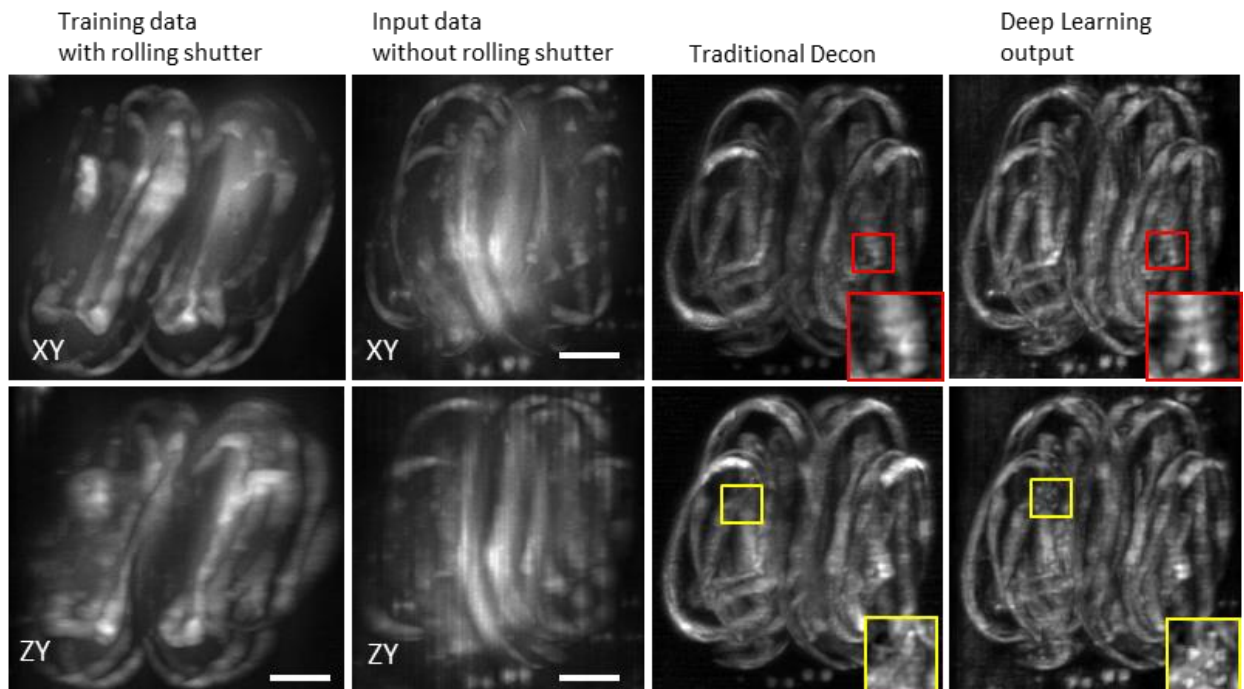 Training data
with rolling shutter
Input data
without rolling shutter
Traditional Decon
Deep Learning
output
XY
XY
ZY
ZY